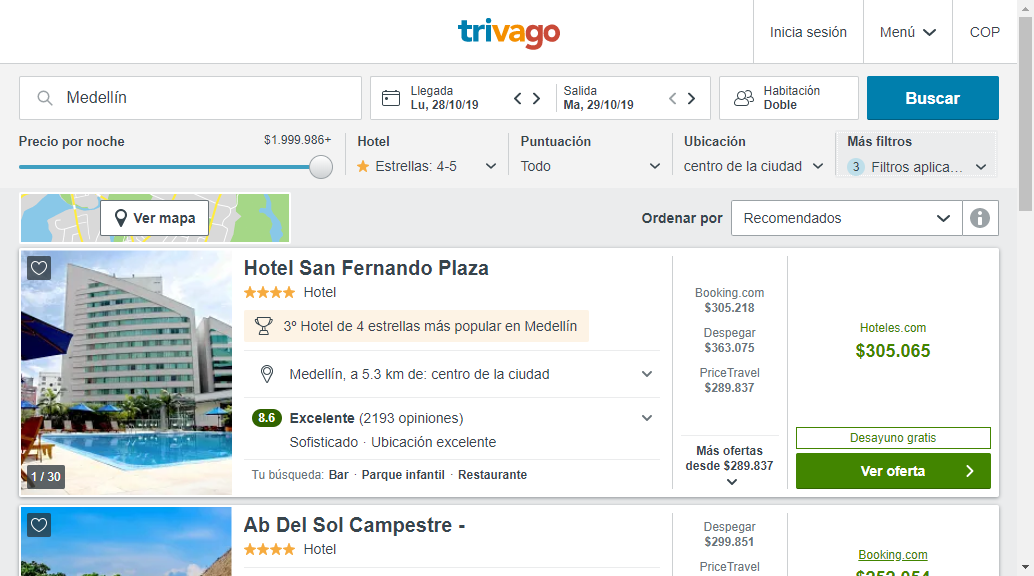 trivago
Inicia sesión
Menú
COP
Medellín
Llegada
Lu, 28/10/19
Salida
Ma, 29/10/19
Habitación
Doble
Buscar
Precio por noche
$1.999.986+
Hotel
Estrellas: 4-5
Puntuación
Todo
Ubicación
centro de la ciudad
Más filtros
3 Filtros aplica...
Ver mapa
Ordenar por
Recomendados
Hotel San Fernando Plaza
Hotel
3º Hotel de 4 estrellas más popular en Medellín
Medellín, a 5.3 km de: centro de la ciudad
8.6 Excelente (2193 opiniones)
Sofisticado · Ubicación excelente
Tu búsqueda: Bar · Parque infantil · Restaurante
1 / 30
Booking.com
$305.218
Despegar
$363.075
PriceTravel
$289.837
Más ofertas
desde $289.837
Hoteles.com
$305.065
Desayuno gratis
Ver oferta
Ab Del Sol Campestre -
Hotel
Despegar
$299.851
PriceTravel
Booking.com